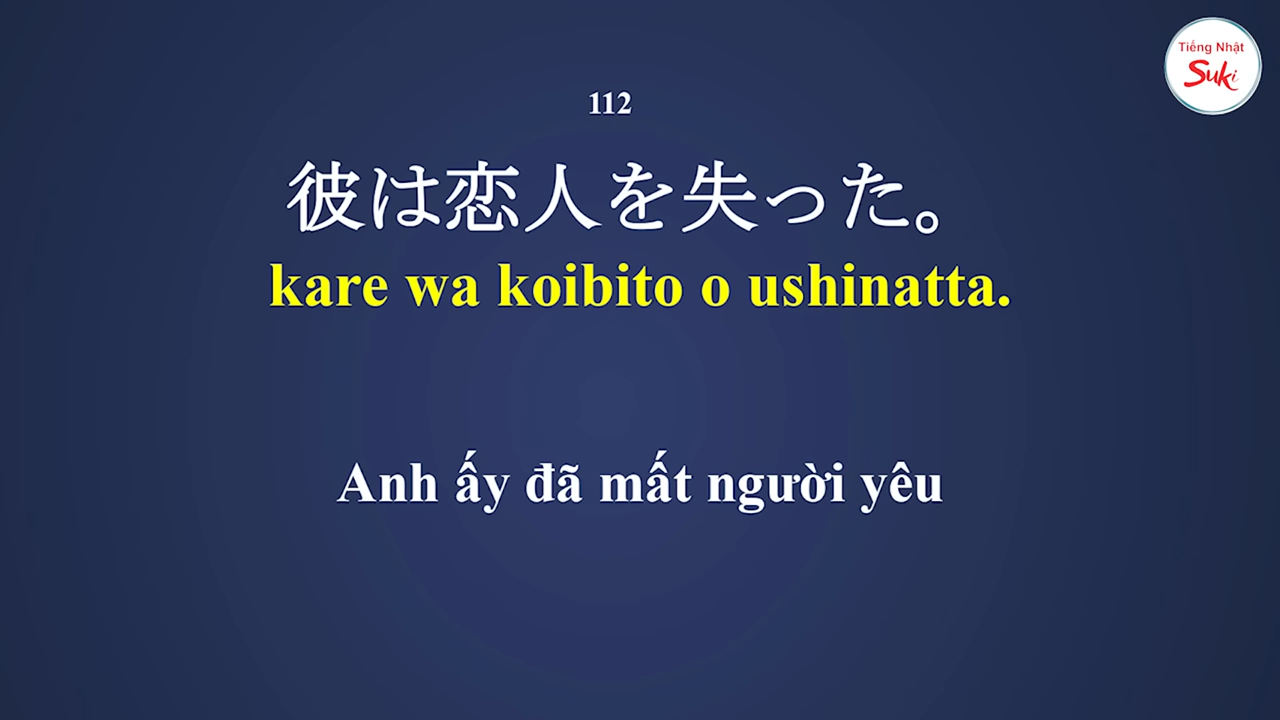 Tiếng Nhật
Suki
112
彼は恋人を失った。
kare wa koibito o ushinatta.
Anh ấy đã mất người yêu